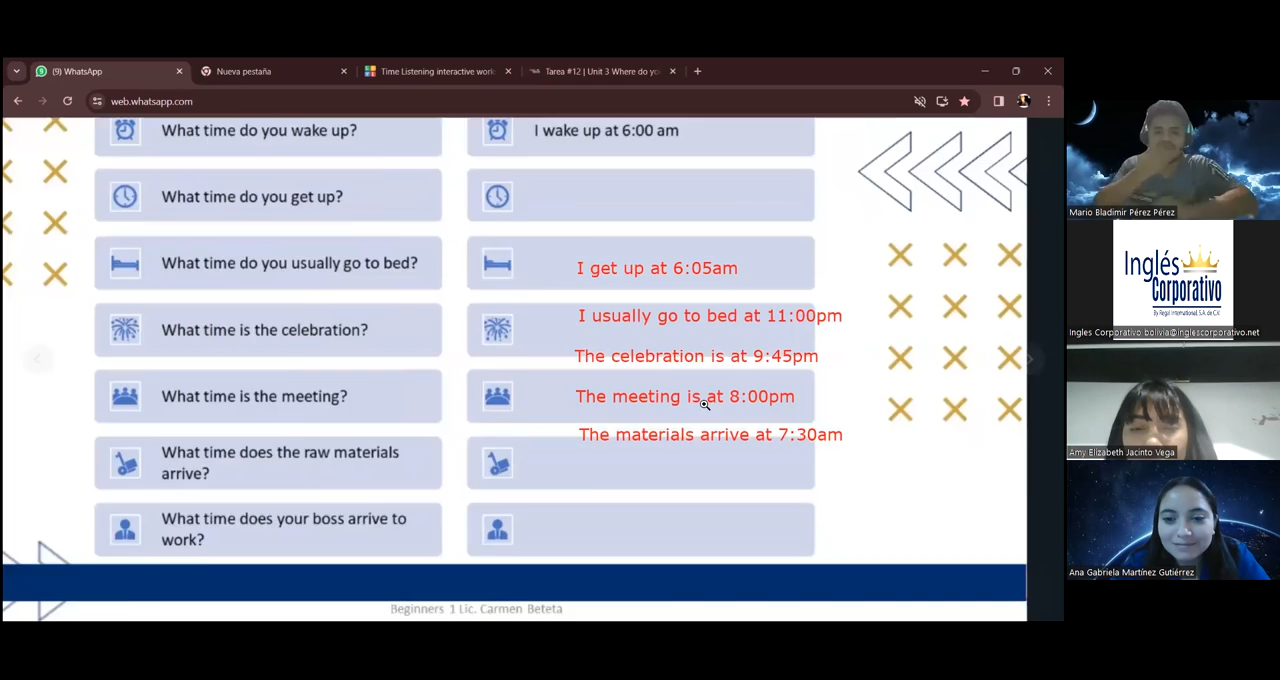 (9) WhatsApp
Nueva pestaña
Time Listening interactive work
Tarea #12 | Unit 3 Where do yo
web.whatsapp.com
What time do you wake up?
I wake up at 6:00 am
What time do you get up?
What time do you usually go to bed?
I get up at 6:05am
I usually go to bed at 11:00pm
What time is the celebration?
The celebration is at 9:45pm
What time is the meeting?
The meeting is at 8:00pm
The materials arrive at 7:30am
What time does the raw materials
arrive?
What time does your boss arrive to
work?
Beginners 1 Lic. Carmen Beteta
Mario Bladimir Pérez Pérez
Inglés
Corporativo
By Regal International, S.A. de C.V.
Ingles Corporativo bolivia@inglescorporativo.net
Amy Elizabeth Jacinto Vega
Ana Gabriela Martínez Gutiérrez